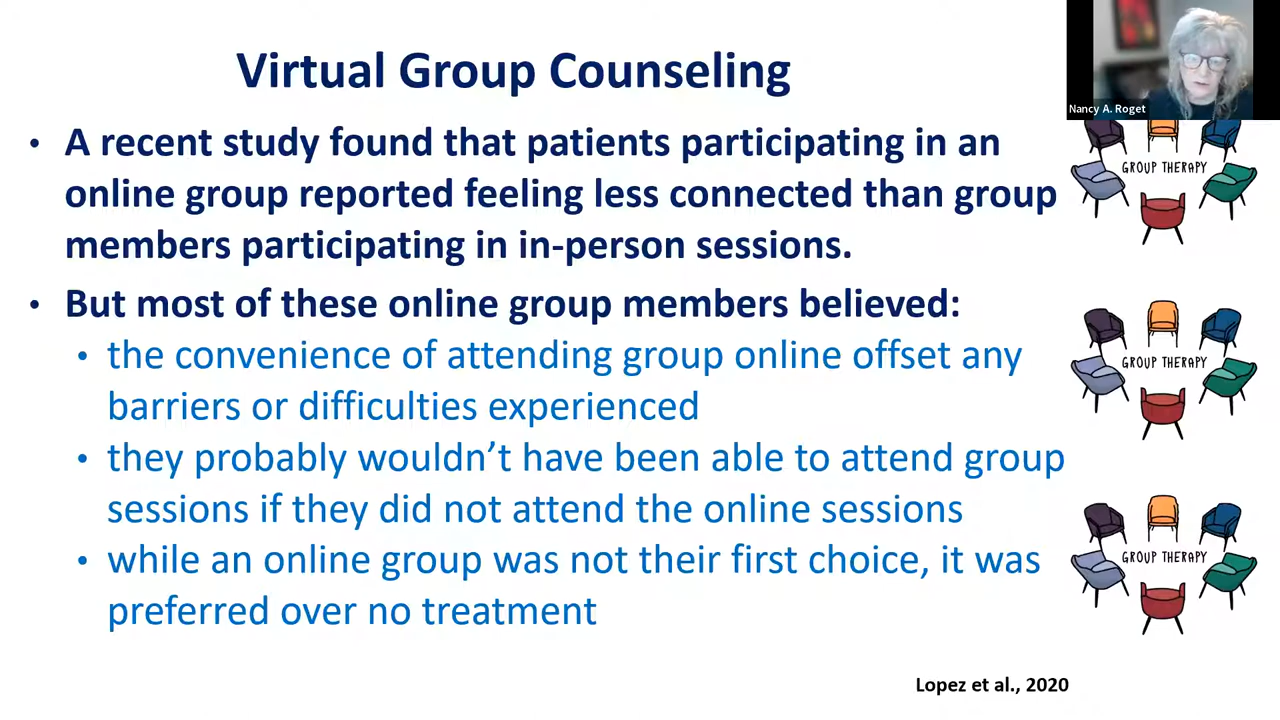 Virtual Group Counseling
Nancy A. Roget
• A recent study found that patients participating in an
online group reported feeling less connected than group
members participating in in-person sessions.
• But most of these online group members believed:
• the convenience of attending group online offset any
barriers or difficulties experienced
• they probably wouldn’t have been able to attend group
sessions if they did not attend the online sessions
• while an online group was not their first choice, it was
preferred over no treatment
GROUP THERAPY
GROUP THERAPY
GROUP THERAPY
Lopez et al., 2020